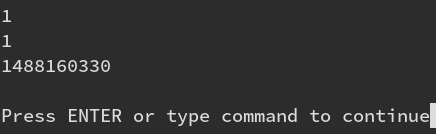 1
1
1488160330
Press ENTER or type command to continue